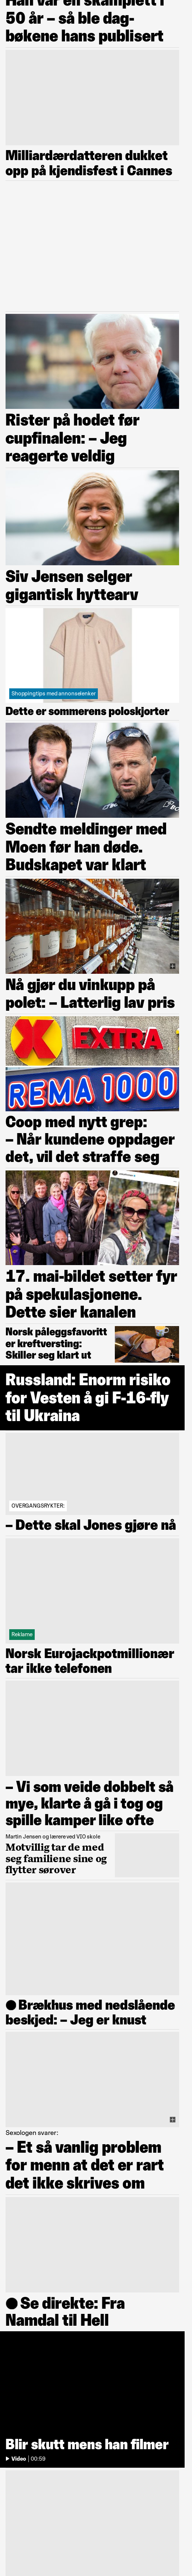 Han var en skamplett i
50 år – så ble dag-
bøkene hans publisert
Milliardærdatteren dukket
opp på kjendisfest i Cannes
Rister på hodet før
cupfinalen: – Jeg
reagerte veldig
Siv Jensen selger
gigantisk hyttearv
Shoppingtips med annonselenker
Dette er sommerens poloskjorter
Sendte meldinger med
Moen før han døde.
Budskapet var klart
Nå gjør du vinkupp på
polet: – Latterlig lav pris
X EXTRA
REMA 1000
Coop med nytt grep:
– Når kundene oppdager
det, vil det straffe seg
17. mai-bildet setter fyr
på spekulasjonene.
Dette sier kanalen
Norsk påleggsfavoritt
er kreftversting:
Skiller seg klart ut
Russland: Enorm risiko
for Vesten å gi F-16-fly
til Ukraina
OVERGANGSRYKTER:
– Dette skal Jones gjøre nå
Reklame
Norsk Eurojackpotmillionær
tar ikke telefonen
– Vi som veide dobbelt så
mye, klarte å gå i tog og
spille kamper like ofte
Martin Jensen og lærere ved VID skole
Motvillig tar de med
seg familiene sine og
flytter sørover
Brækhus med nedslående
beskjed: – Jeg er knust
Sexologen svarer:
– Et så vanlig problem
for menn at det er rart
det ikke skrives om
Se direkte: Fra
Namdal til Hell
Blir skutt mens han filmer
Video | 00:59